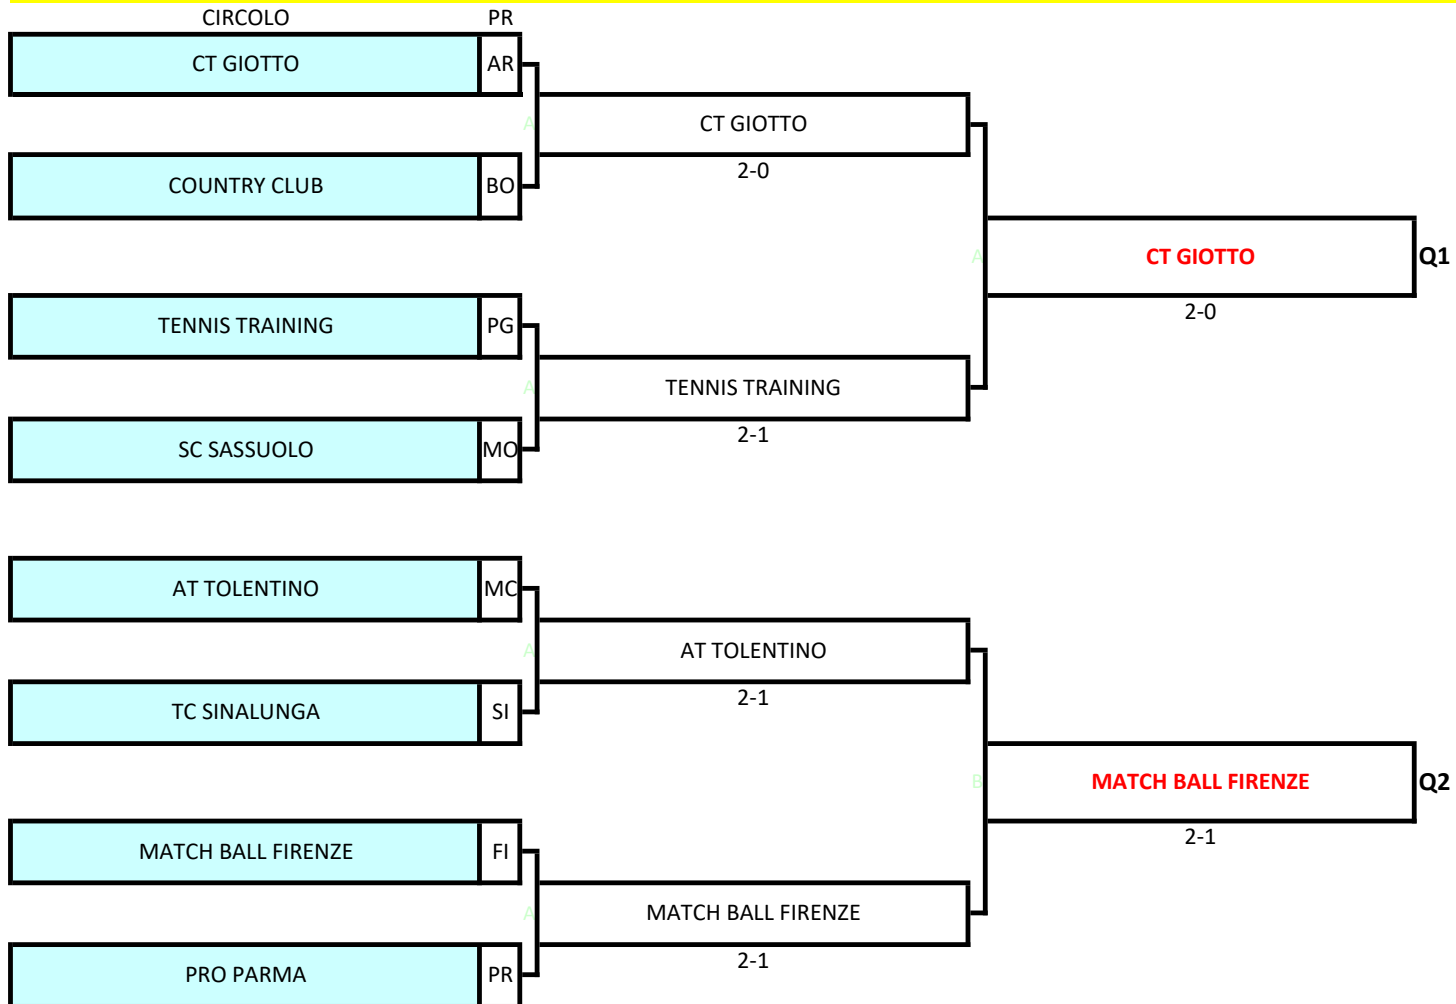 CIRCOLO PR
CT GIOTTO AR
A CT GIOTTO
COUNTRY CLUB BO
2-0
A CT GIOTTO Q1
TENNIS TRAINING PG
2-0
A TENNIS TRAINING
SC SASSUOLO MO
2-1
AT TOLENTINO MC
A AT TOLENTINO
TC SINALUNGA SI
2-1
B MATCH BALL FIRENZE Q2
MATCH BALL FIRENZE FI
2-1
A MATCH BALL FIRENZE
PRO PARMA PR
2-1